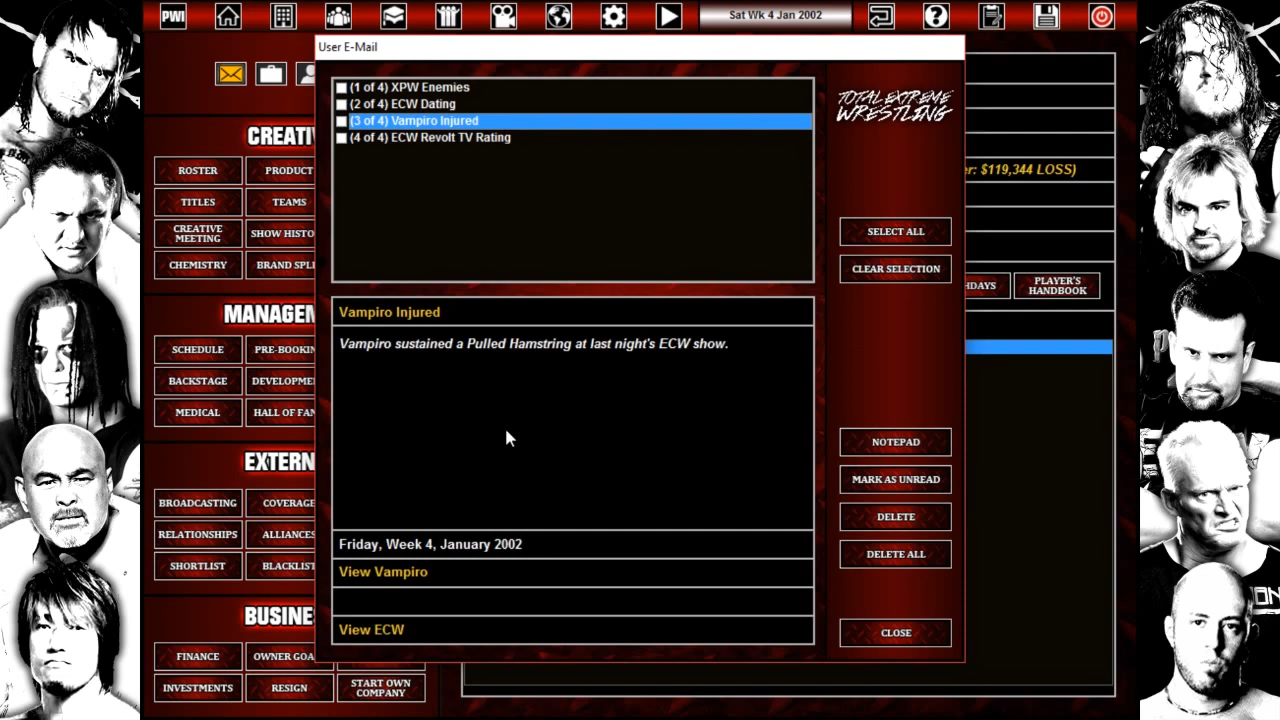 PWI
Sat Wk 4 Jan 2002
User E-Mail
(1 of 4) XPW Enemies
(2 of 4) ECW Dating
(3 of 4) Vampiro Injured
(4 of 4) ECW Revolt TV Rating
TOTAL EXTREME
WRESTLING
CREATI
ROSTER
PRODUCT
TITLES
TEAMS
CREATIVE
MEETING
SHOW HISTO
CHEMISTRY
BRAND SPLI
er: $119,344 LOSS)
SELECT ALL
CLEAR SELECTION
HDAYS
PLAYER'S
HANDBOOK
MANAGEM
SCHEDULE
PRE-BOOKIN
BACKSTAGE
DEVELOPME
MEDICAL
HALL OF FAM
Vampiro Injured
Vampiro sustained a Pulled Hamstring at last night's ECW show.
NOTEPAD
MARK AS UNREAD
DELETE
DELETE ALL
CLOSE
EXTERN
BROADCASTING
COVERAGE
RELATIONSHIPS
ALLIANCES
SHORTLIST
BLACKLIST
Friday, Week 4, January 2002
View Vampiro
View ECW
BUSINE
FINANCE
OWNER GOA
INVESTMENTS
RESIGN
START OWN
COMPANY